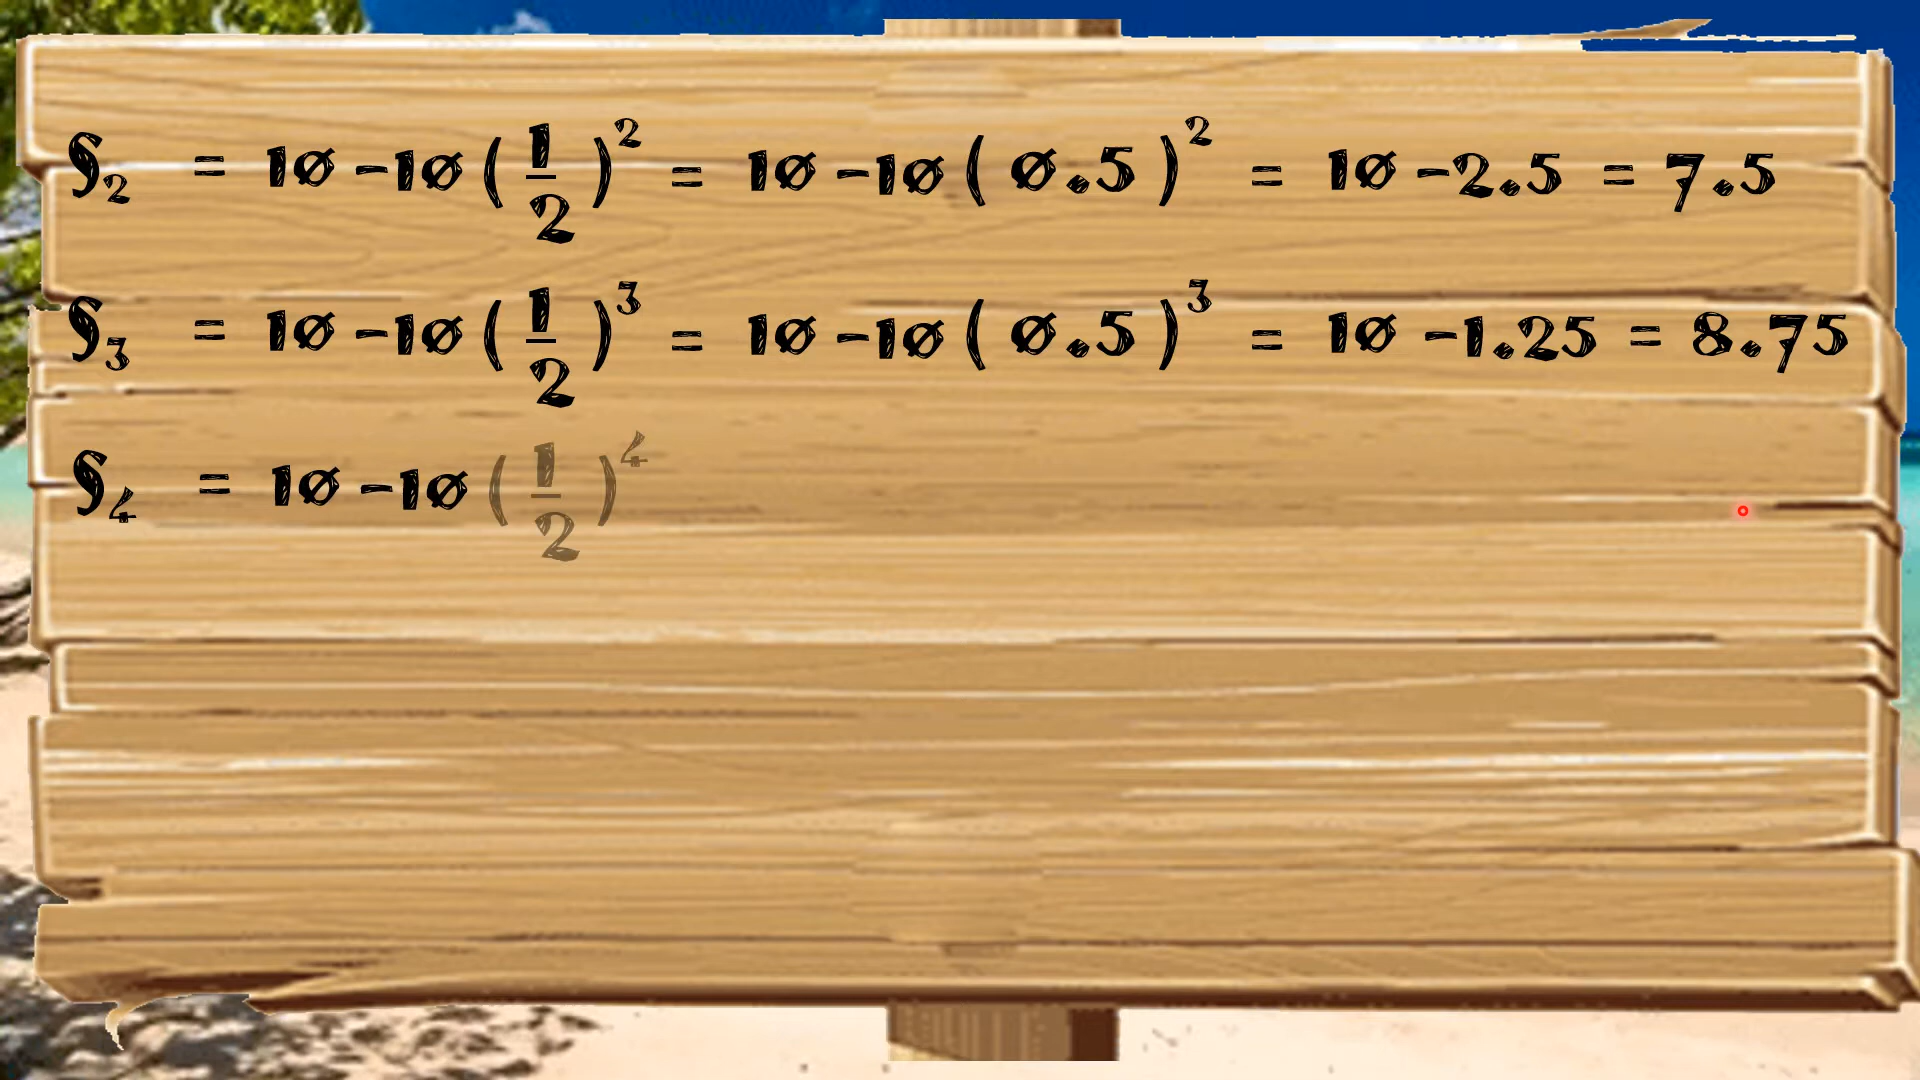 S₂ = 10 - 10 (1/2)² = 10 - 10 (0.5)² = 10 - 2.5 = 7.5
S₃ = 10 - 10 (1/2)³ = 10 - 10 (0.5)³ = 10 - 1.25 = 8.75
S₄ = 10 - 10 (1/2)⁴